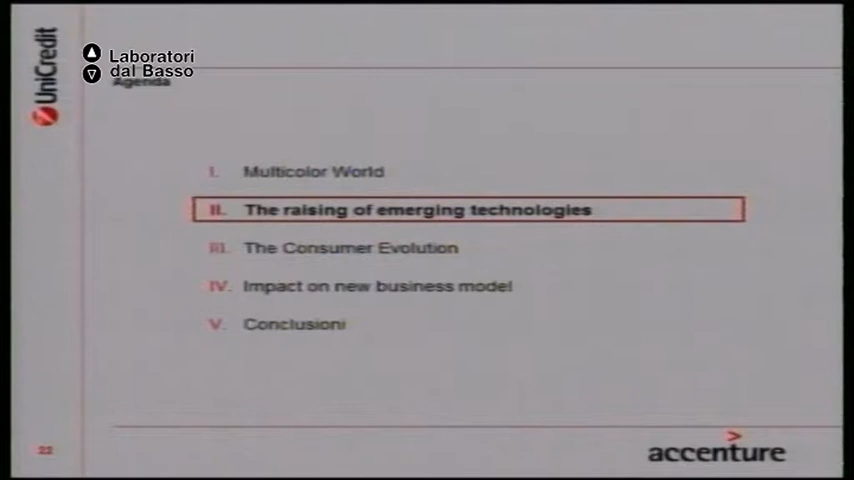 UniCredit
Laboratori
dal Basso
Agenda
I. Multicolor World
II. The raising of emerging technologies
III. The Consumer Evolution
IV. Impact on new business model
V. Conclusioni
22
accenture